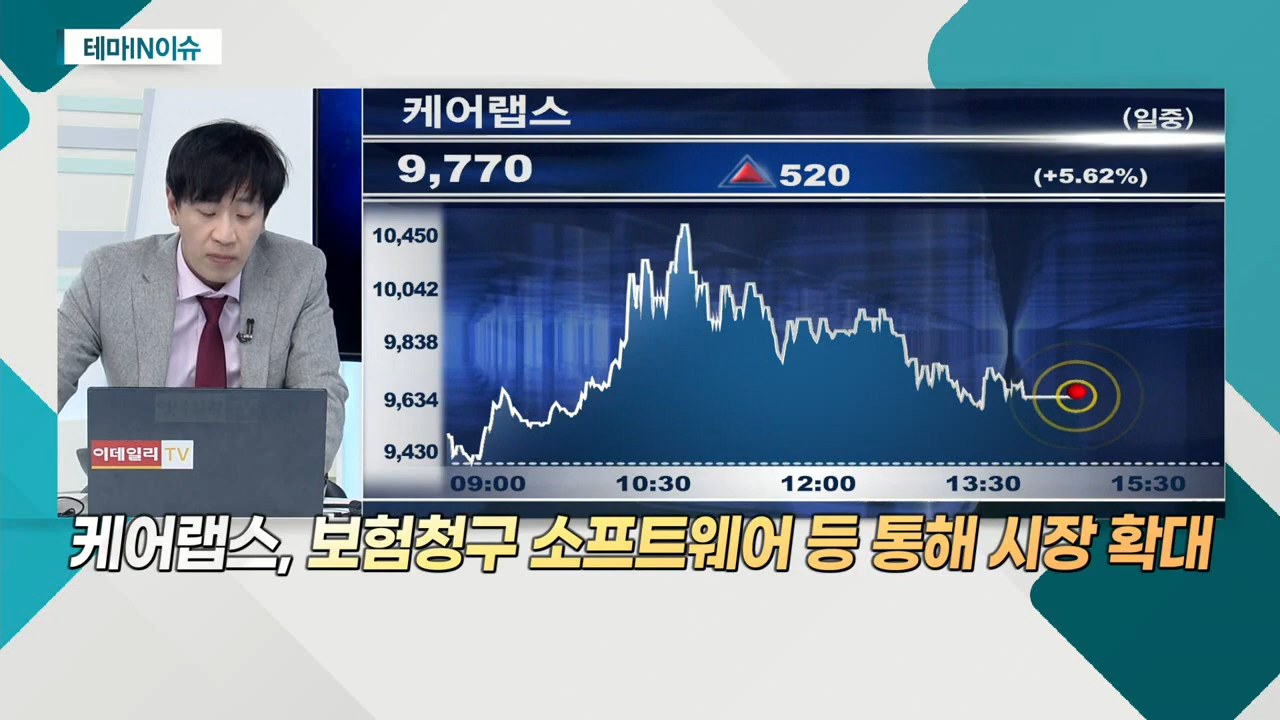 테마IN이슈
케어랩스
(일중)
9,770 ▲520 (+5.62%)
10,450
10,042
9,838
9,634
9,430
09:00 10:30 12:00 13:30 15:30
이데일리 TV
케어랩스, 보험청구 소프트웨어 등 통해 시장 확대